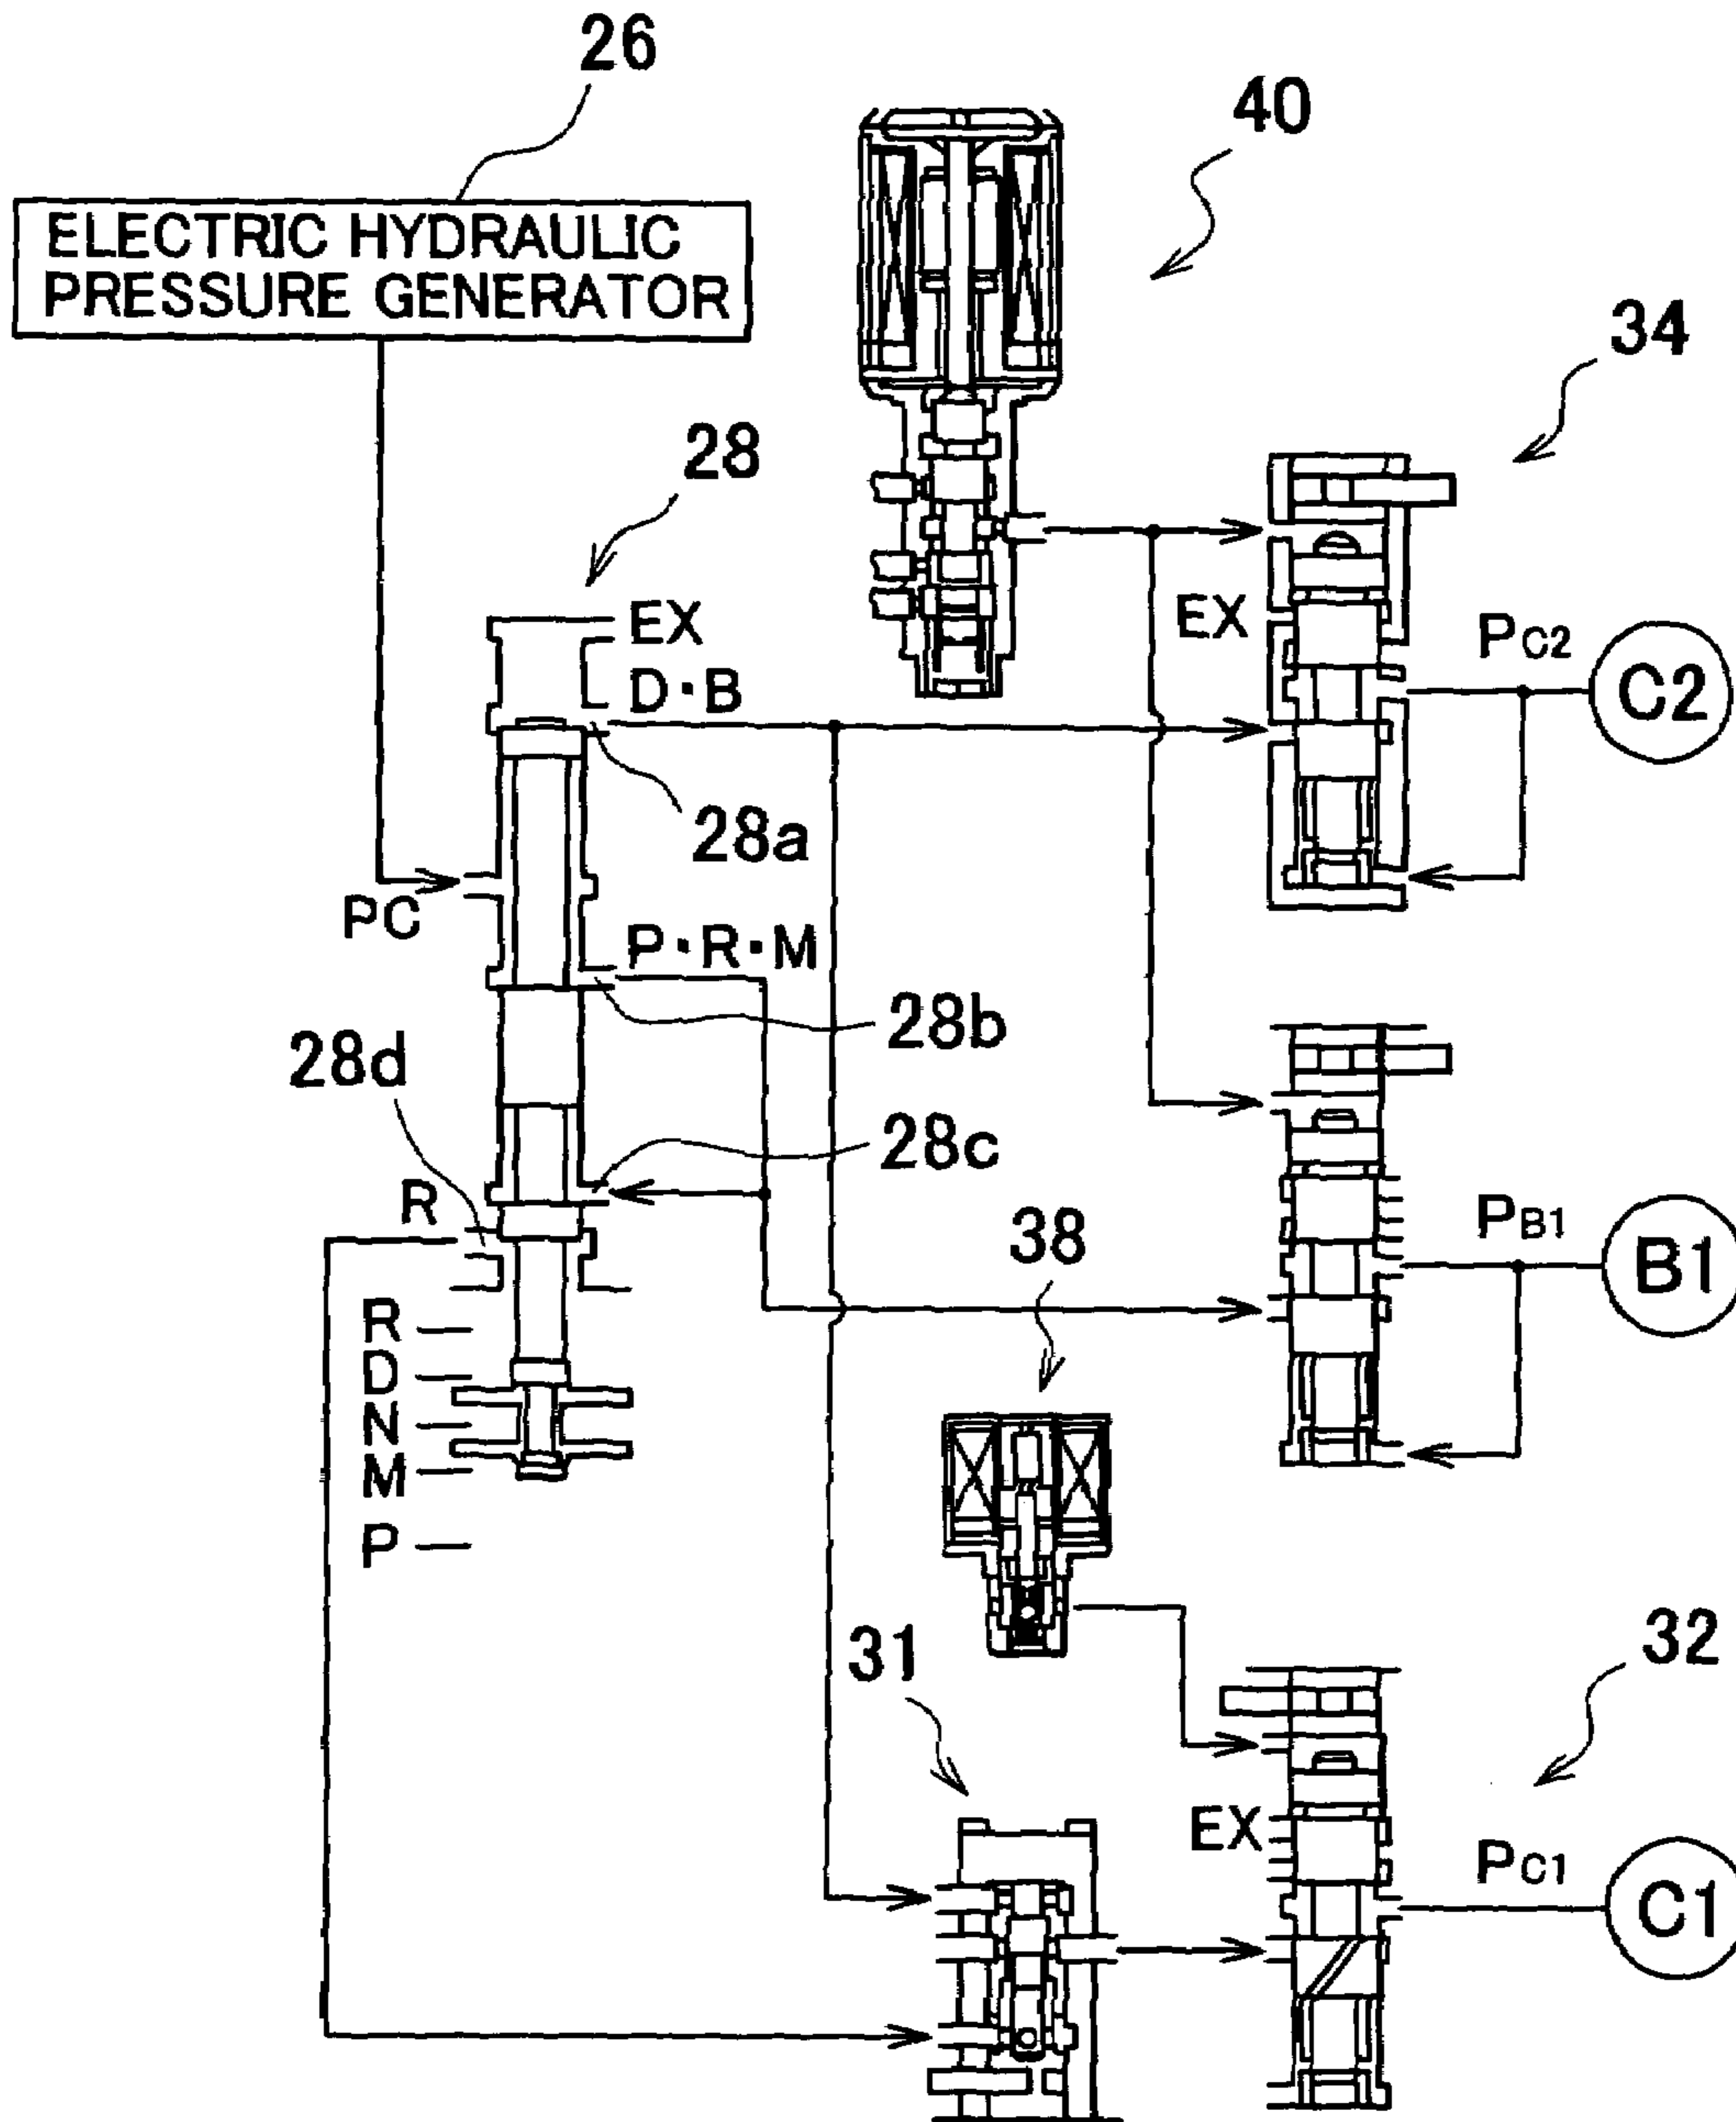 26
40
ELECTRIC HYDRAULIC
PRESSURE GENERATOR
34
28
EX
EX
PC2
C2
D·B
28a
PC
P·R·M
28b
28d
28c
R
38
PB1
B1
R
D
N
M
P
31
32
EX
PC1
C1